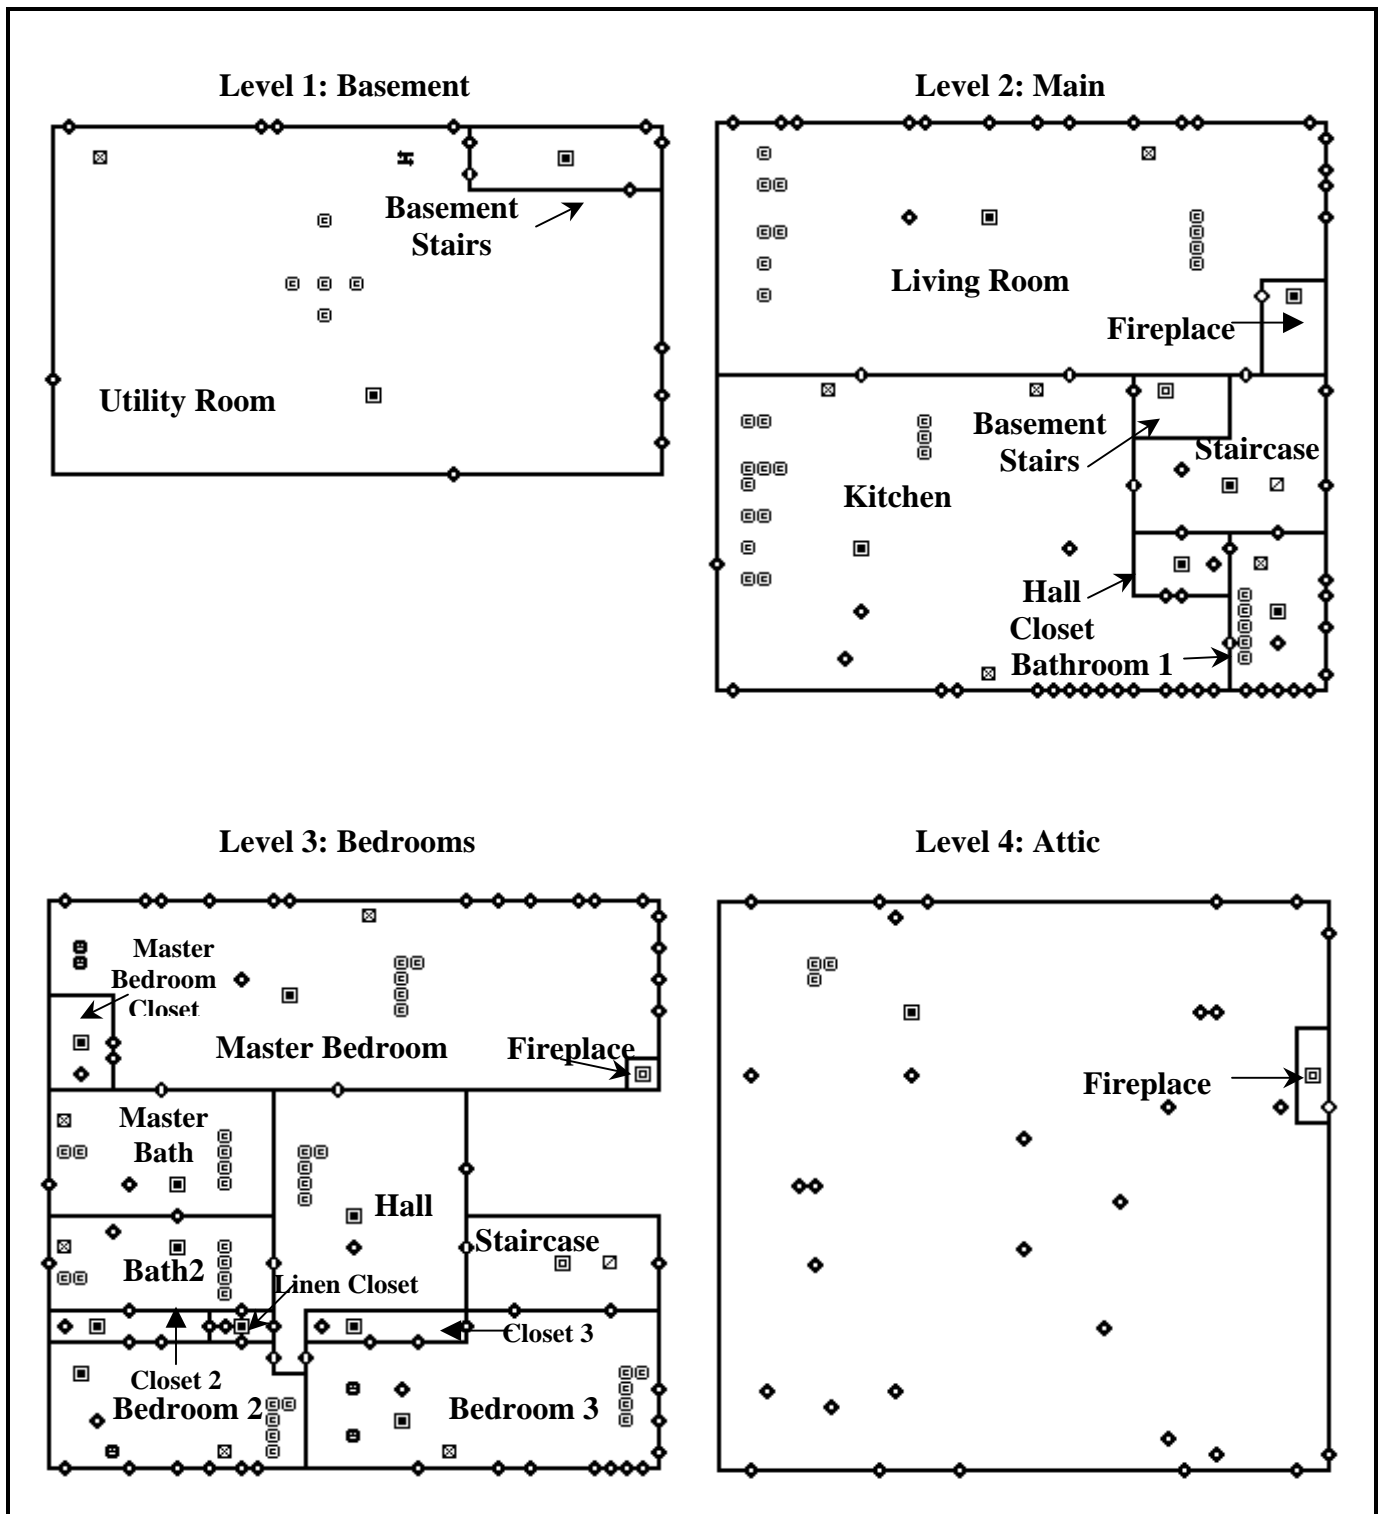 Level 1: Basement
Level 2: Main
Basement
Stairs
Utility Room
Living Room
Fireplace
Basement
Stairs
Staircase
Kitchen
Hall
Closet
Bathroom 1
Level 3: Bedrooms
Level 4: Attic
Master
Bedroom
Closet
Master Bedroom
Fireplace
Fireplace
Master
Bath
Hall
Staircase
Bath2
Linen Closet
Closet 3
Closet 2
Bedroom 2
Bedroom 3